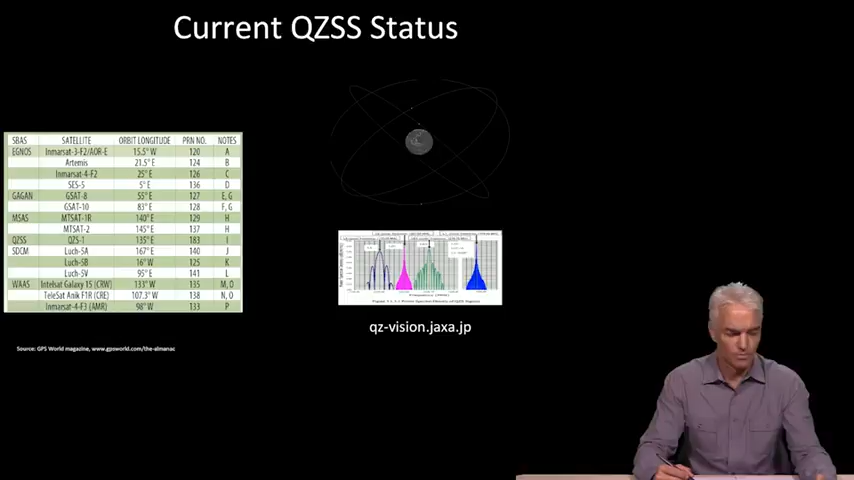 Current QZSS Status
SBAS SATELLITE ORBIT LONGITUDE PRN NO. NOTES
EGNOS Inmarsat-3-F2/AOR-E 15.5° W 120 A
Artemis 21.5° E 124 B
Inmarsat-4-F2 25° E 126 C
SES-5 5° E 136 D
GAGAN GSAT-8 55° E 127 E, G
GSAT-10 83° E 128 F, G
MSAS MTSAT-1R 140° E 129 H
MTSAT-2 145° E 137 H
QZSS QZS-1 135° E 183 I
SDCM Luch-5A 167° E 140 J
Luch-5B 16° W 125 K
Luch-5V 95° E 141 L
WAAS Intelsat Galaxy 15 (CRW) 133° W 135 M, O
TeleSat Anik F1R (CRE) 107.3° W 138 N, O
Inmarsat-4-F3 (AMR) 98° W 133 P
Source: GPS World magazine, www.gpsworld.com/the-almanac
qz-vision.jaxa.jp